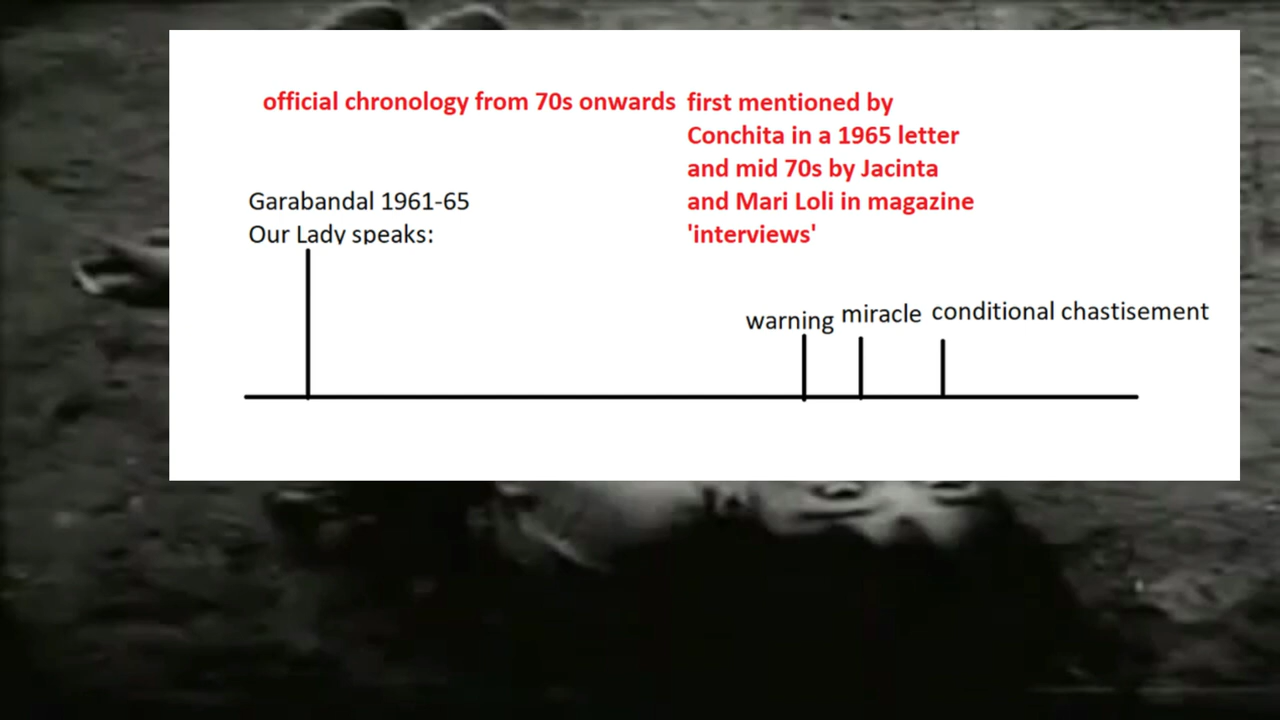 official chronology from 70s onwards
first mentioned by
Conchita in a 1965 letter
and mid 70s by Jacinta
and Mari Loli in magazine
'interviews'
Garabandal 1961-65
Our Lady speaks:
warning miracle conditional chastisement